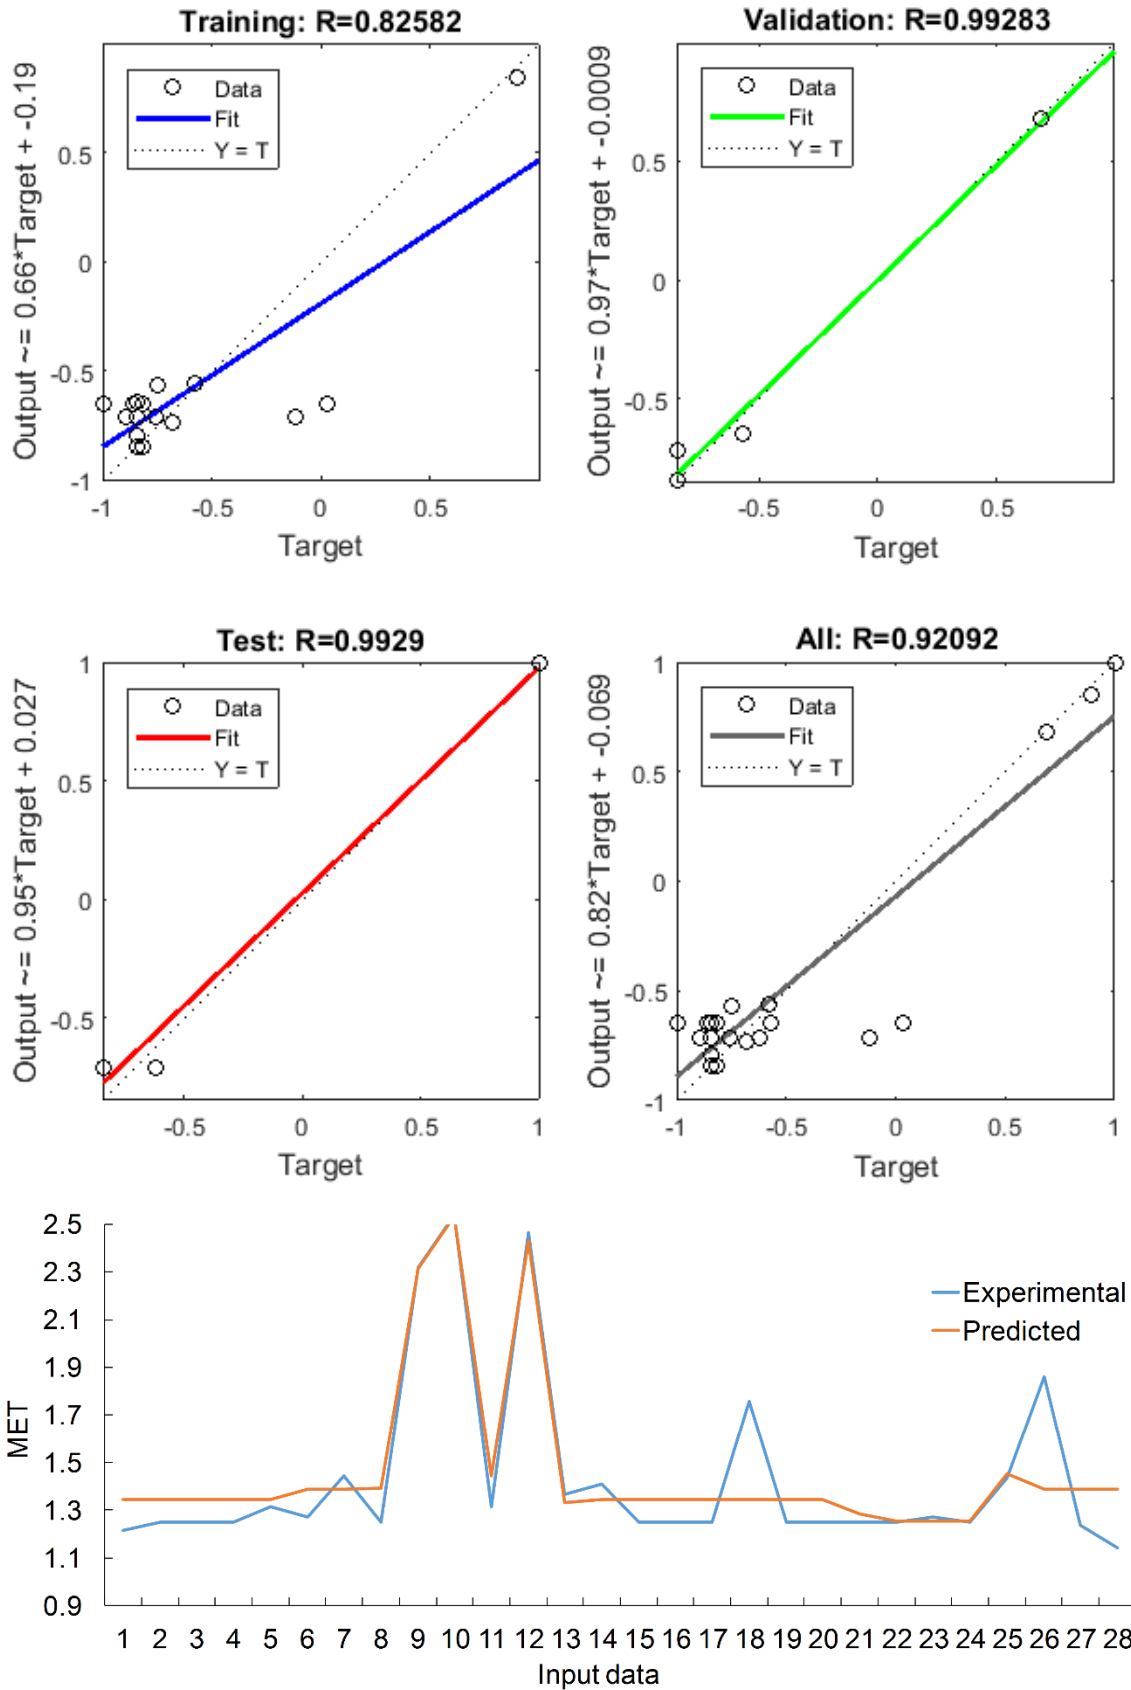 Training: R=0.82582
Output ~= 0.66*Target + -0.19
Data
Fit
Y = T
0.5
0
-0.5
-1
-1 -0.5 0 0.5
Target
Validation: R=0.99283
Output ~= 0.97*Target + -0.0009
Data
Fit
Y = T
0.5
0
-0.5
-0.5 0 0.5
Target
Test: R=0.9929
Output ~= 0.95*Target + 0.027
Data
Fit
Y = T
1
0.5
0
-0.5
-0.5 0 0.5 1
Target
All: R=0.92092
Output ~= 0.82*Target + -0.069
Data
Fit
Y = T
1
0.5
0
-0.5
-1
-1 -0.5 0 0.5 1
Target
MET
2.5
2.3
2.1
1.9
1.7
1.5
1.3
1.1
0.9
Experimental
Predicted
1 2 3 4 5 6 7 8 9 10 11 12 13 14 15 16 17 18 19 20 21 22 23 24 25 26 27 28
Input data